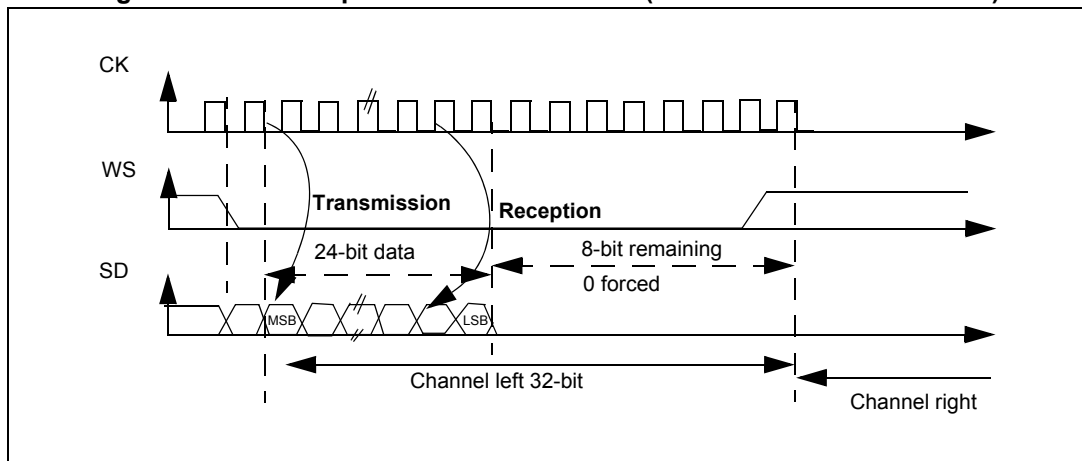 CK
WS
Transmission
Reception
24-bit data
8-bit remaining
SD
0 forced
MSB
LSB
Channel left 32-bit
Channel right